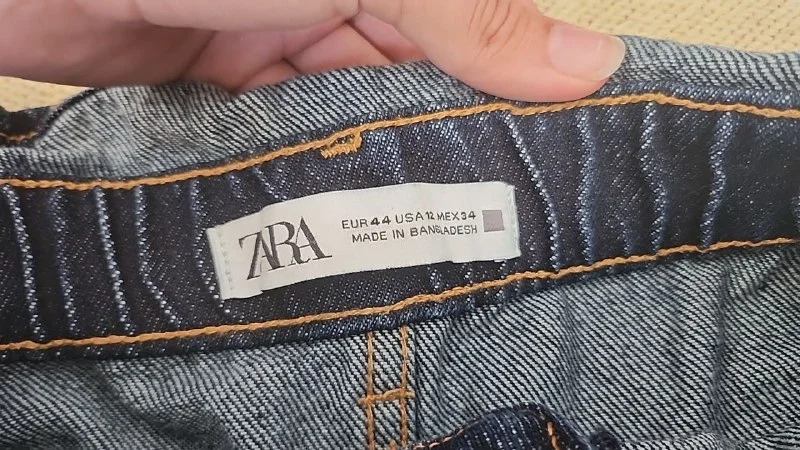 ZARA
EUR 44 USA 12 MEX 34
MADE IN BANGLADESH